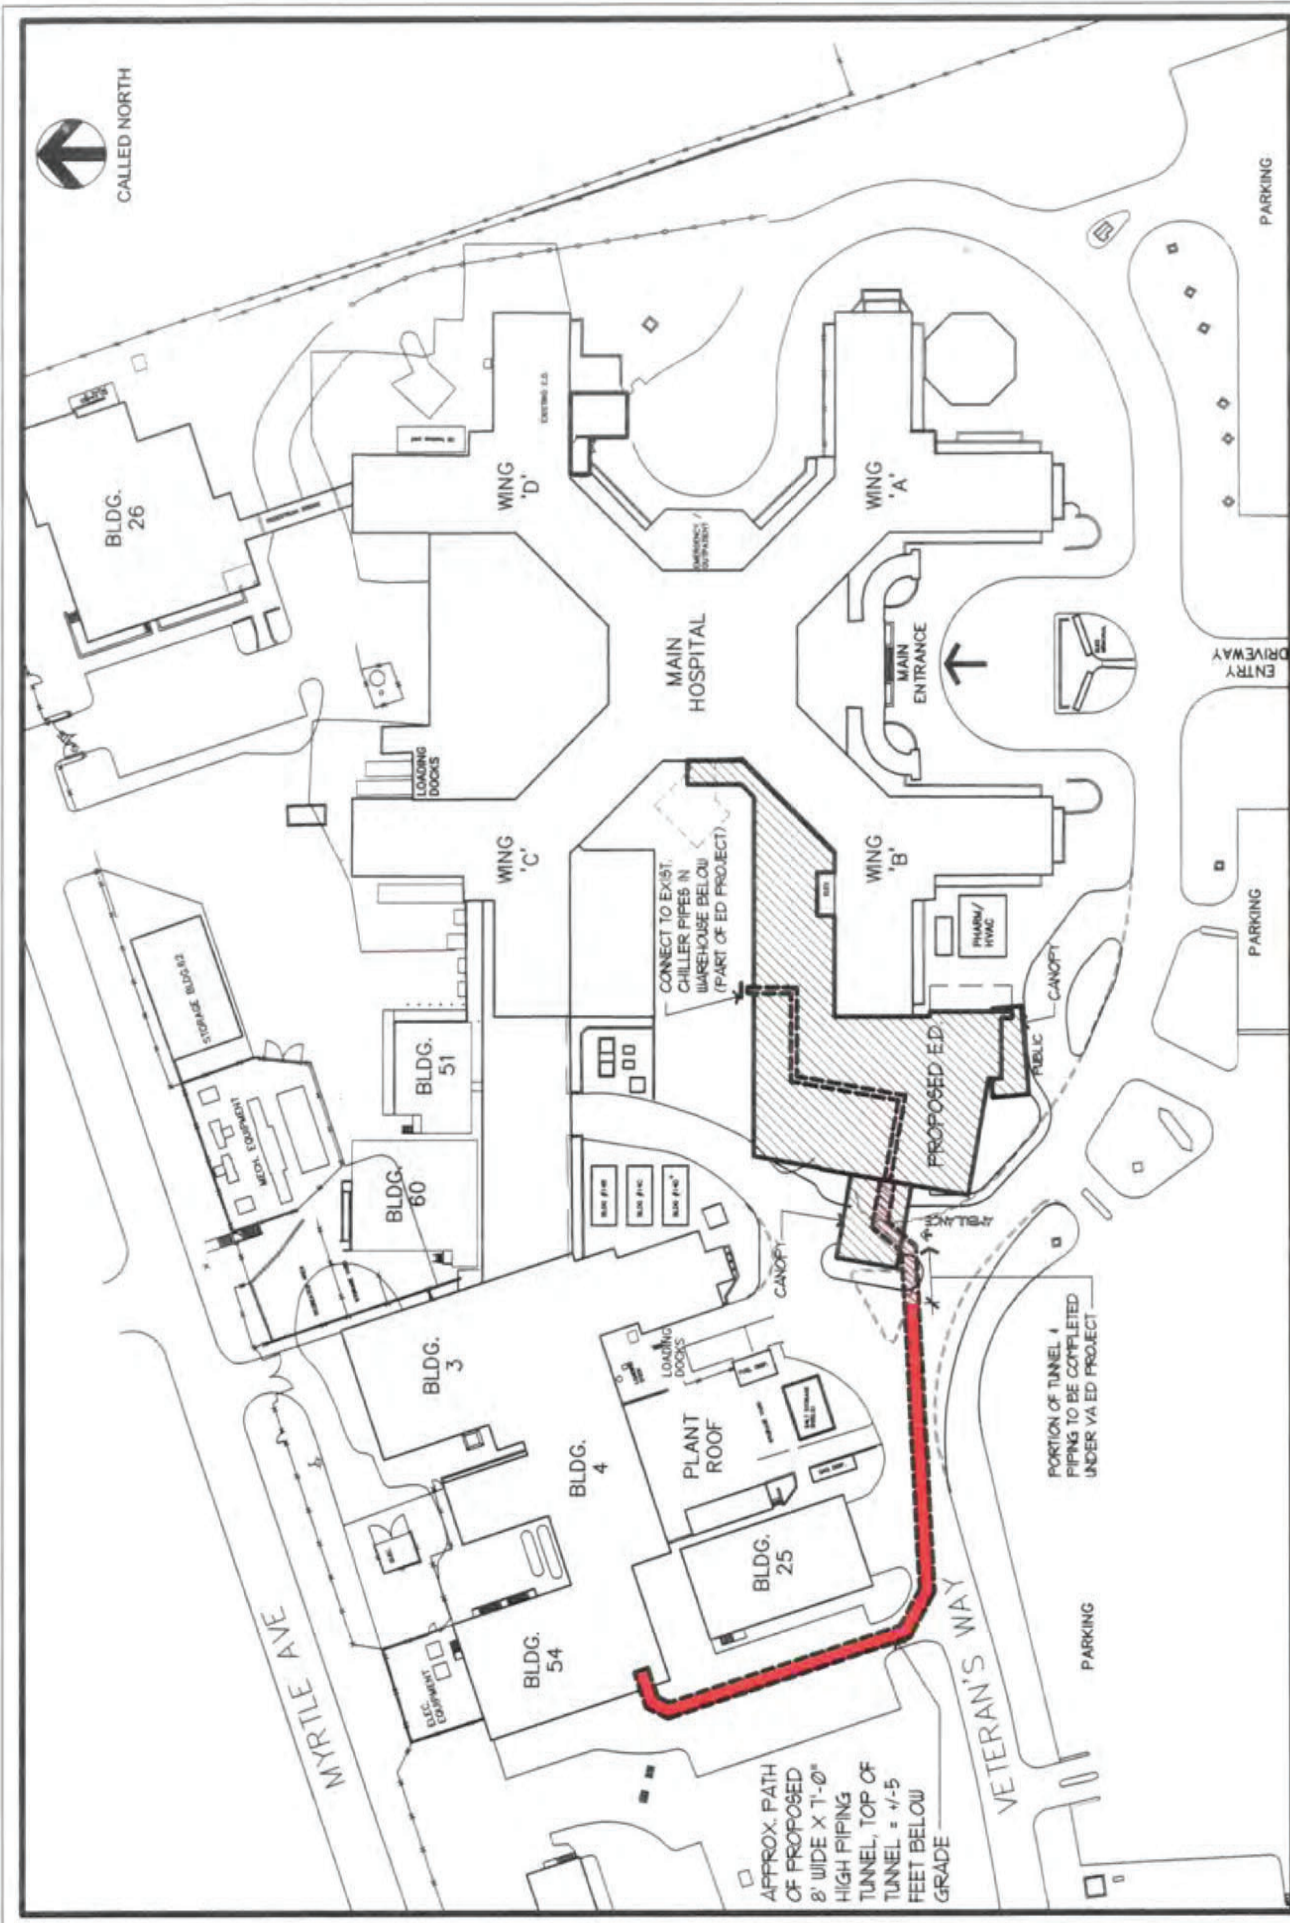 CALLED NORTH
BLDG.
26
PEDESTRIAN BRIDGE
WING
'D'
EXISTING E.D.
EMERGENCY /
OUTPATIENT
WING
'A'
PARKING
MAIN
HOSPITAL
MAIN
ENTRANCE
ENTRY
DRIVEWAY
LOADING
DOCKS
WING
'C'
WING
'B'
ELEV.
CONNECT TO EXIST.
CHILLER PIPES IN
WAREHOUSE BELOW
(PART OF ED PROJECT)
PHARM/
HVAC
PARKING
CANOPY
PUBLIC
PROPOSED E.D.
STORAGE BLDG.62
MECH. EQUIPMENT
BLDG.
51
BLDG.
60
CANOPY
AMBULANCE
BLDG.
3
LOADING
DOCKS
BLDG.
4
PLANT
ROOF
PORTION OF TUNNEL &
PIPING TO BE COMPLETED
UNDER VA ED PROJECT
BLDG.
25
BLDG.
54
ELEC.
EQUIPMENT
MYRTLE AVE
VETERAN'S WAY
PARKING
APPROX. PATH
OF PROPOSED
8' WIDE X 7'-0"
HIGH PIPING
TUNNEL, TOP OF
TUNNEL = +/-5
FEET BELOW
GRADE